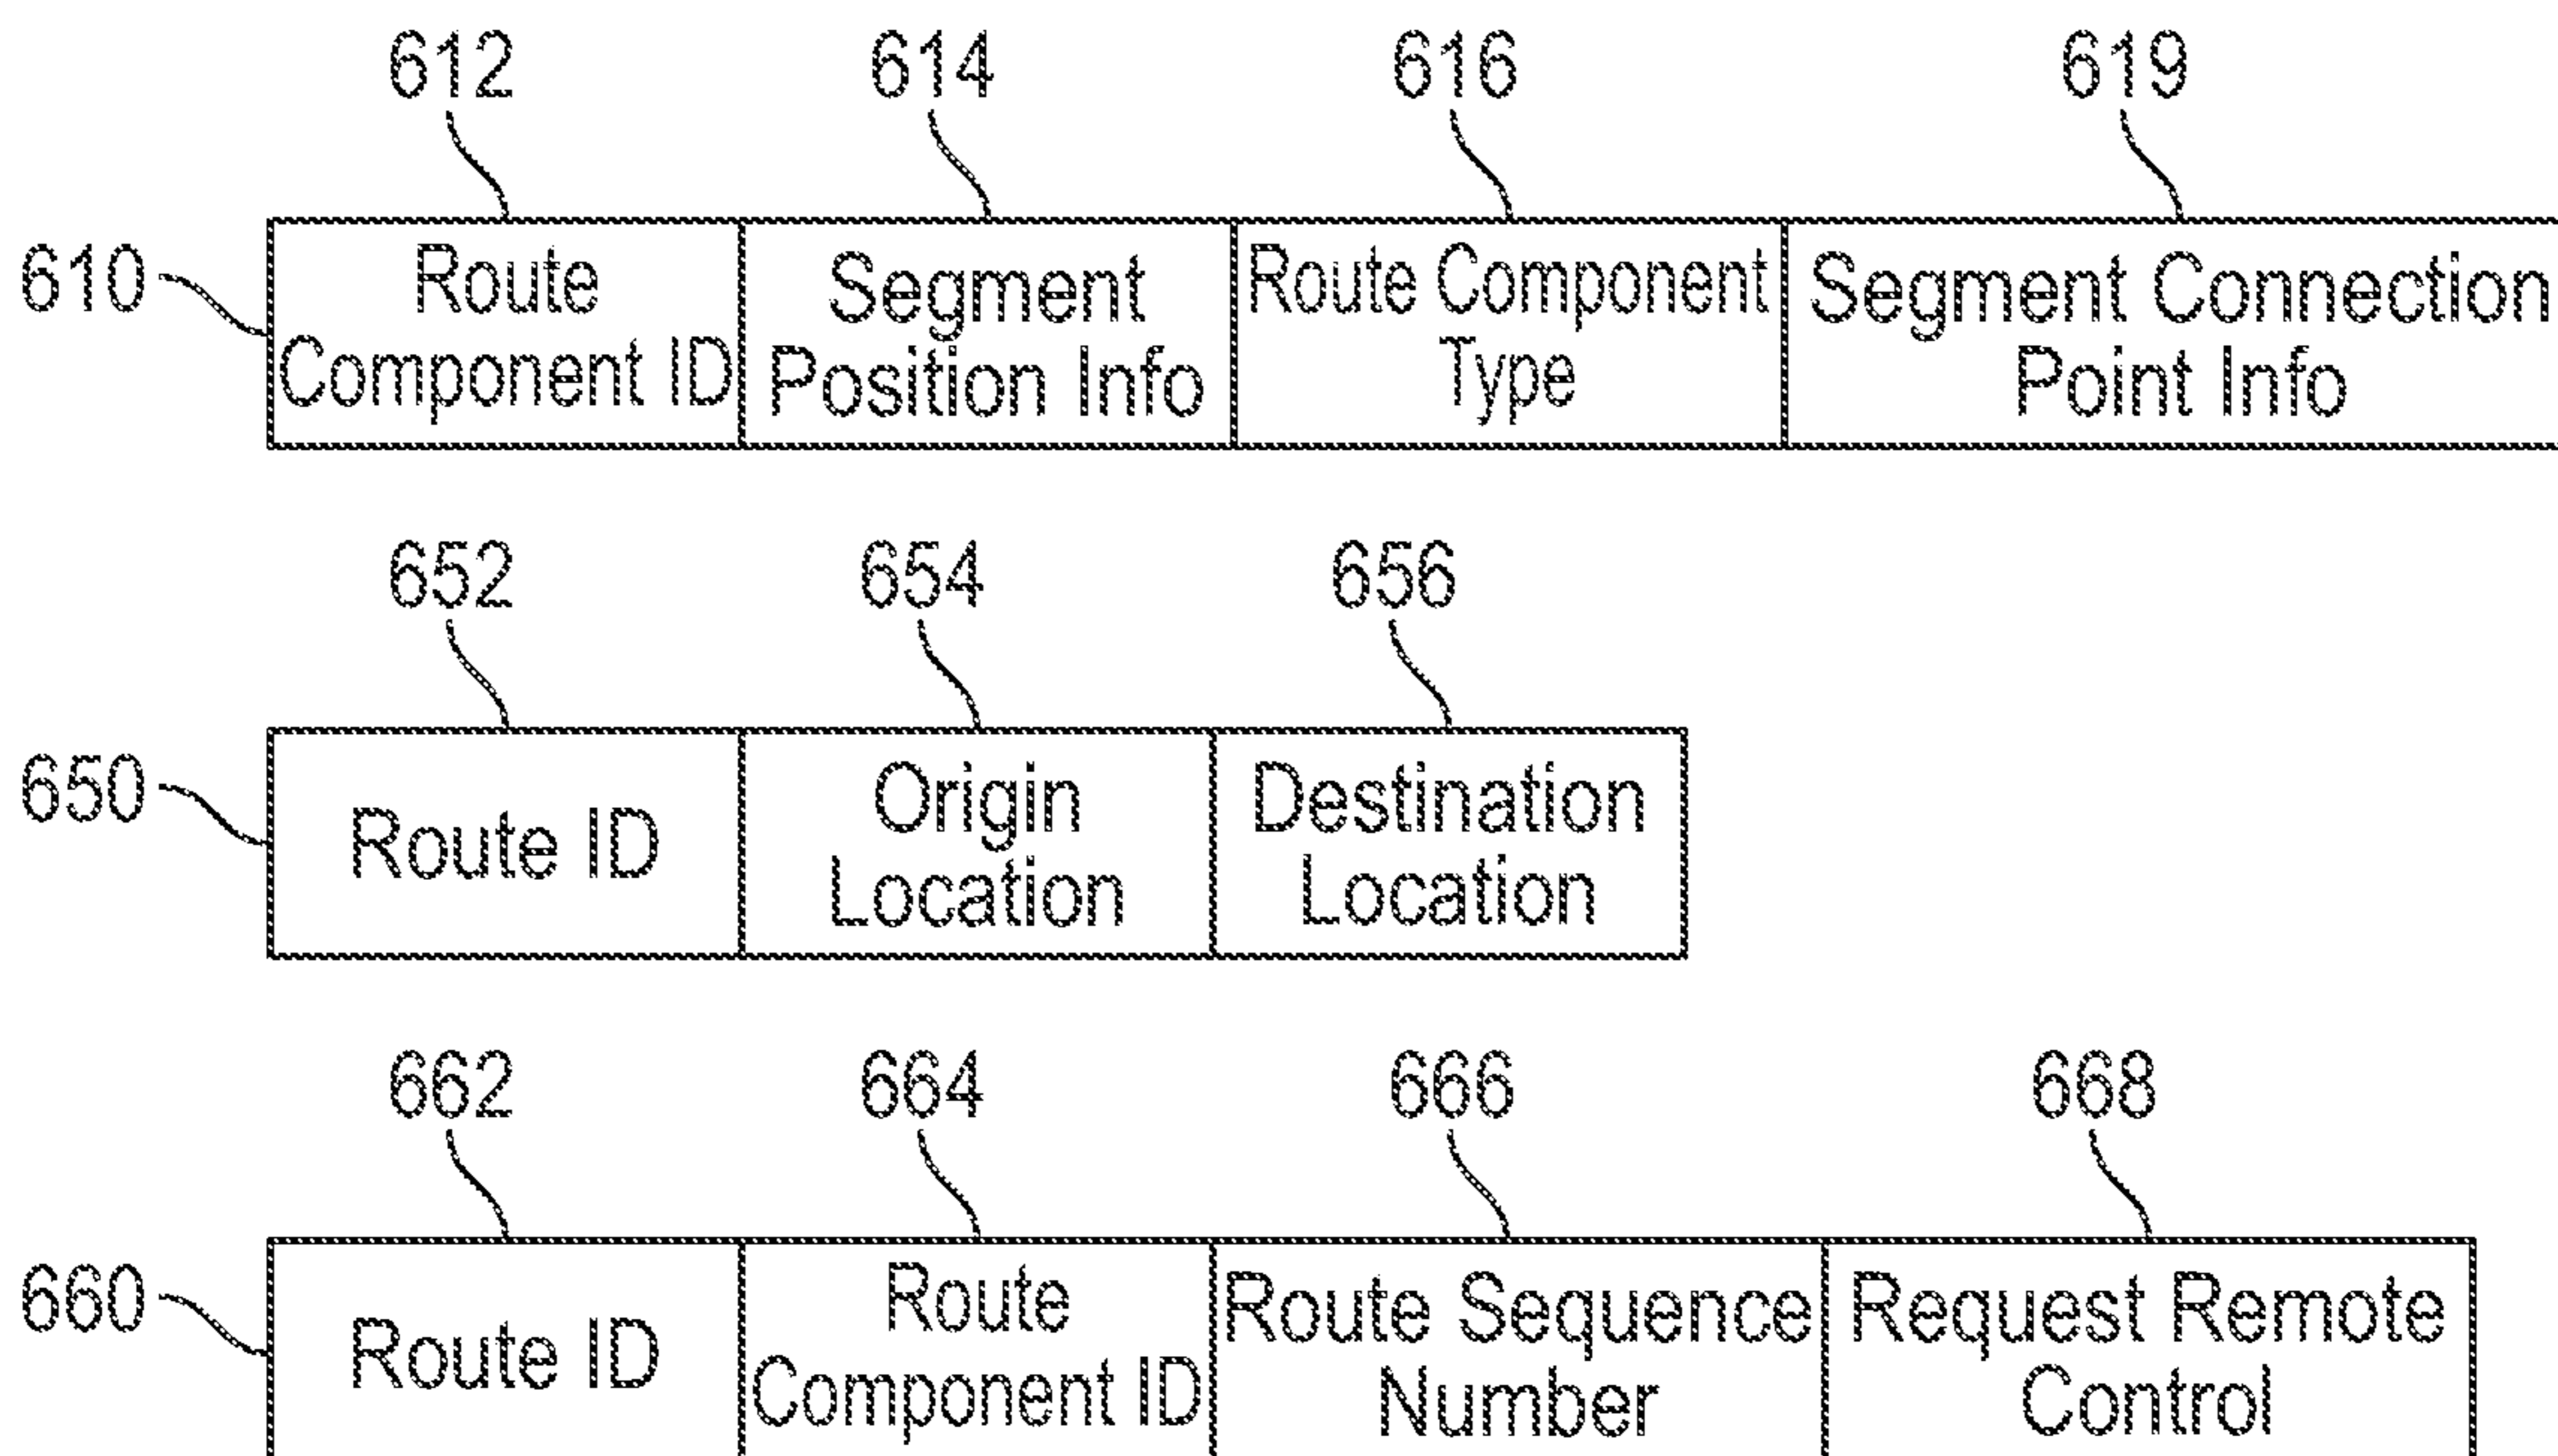 612 614 616 619
610
Route Component ID
Segment Position Info
Route Component Type
Segment Connection Point Info
652 654 656
650
Route ID
Origin Location
Destination Location
662 664 666 668
660
Route ID
Route Component ID
Route Sequence Number
Request Remote Control